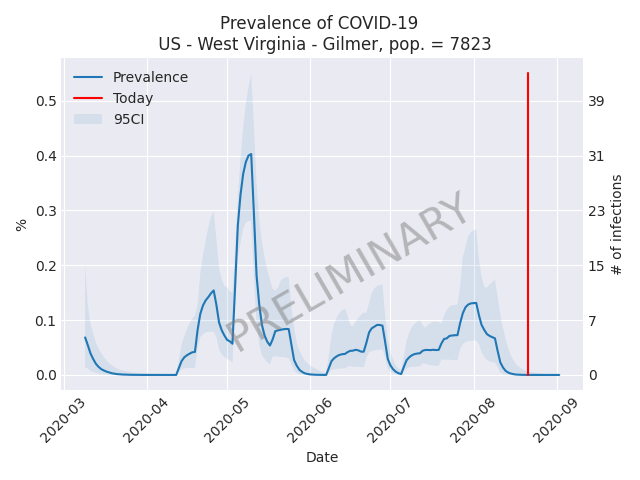 Prevalence of COVID-19
US - West Virginia - Gilmer, pop. = 7823
Prevalence
Today
95CI
PRELIMINARY
%
0.5
0.4
0.3
0.2
0.1
0.0
# of infections
39
31
23
15
7
0
2020-03
2020-04
2020-05
2020-06
2020-07
2020-08
2020-09
Date